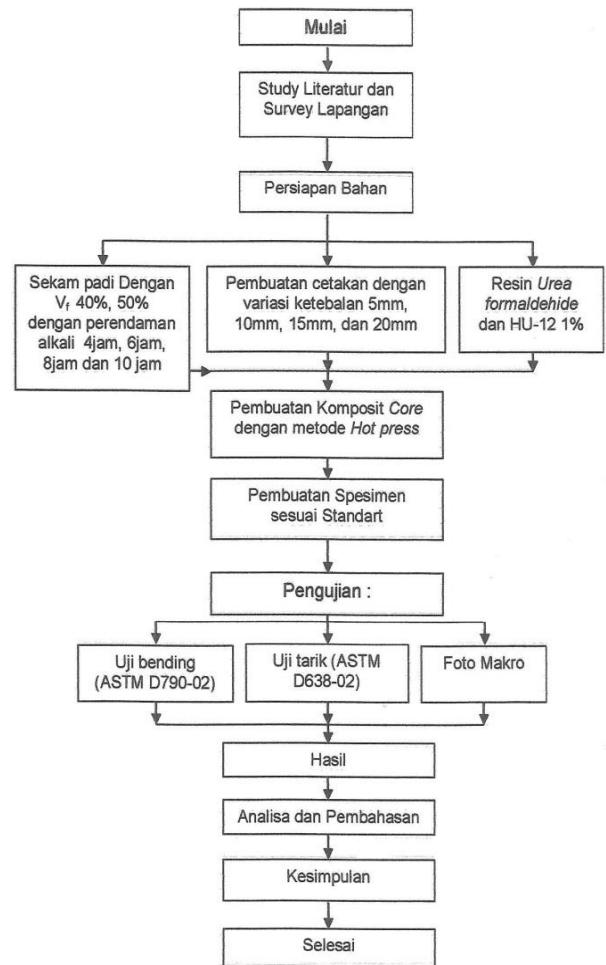 Mulai
Study Literatur dan
Survey Lapangan
Persiapan Bahan
Sekam padi Dengan
Vf 40%, 50%
dengan perendaman
alkali 4jam, 6jam,
8jam dan 10 jam
Pembuatan cetakan dengan
variasi ketebalan 5mm,
10mm, 15mm, dan 20mm
Resin Urea
formaldehide
dan HU-12 1%
Pembuatan Komposit Core
dengan metode Hot press
Pembuatan Spesimen
sesuai Standart
Pengujian :
Uji bending
(ASTM D790-02)
Uji tarik (ASTM
D638-02)
Foto Makro
Hasil
Analisa dan Pembahasan
Kesimpulan
Selesai